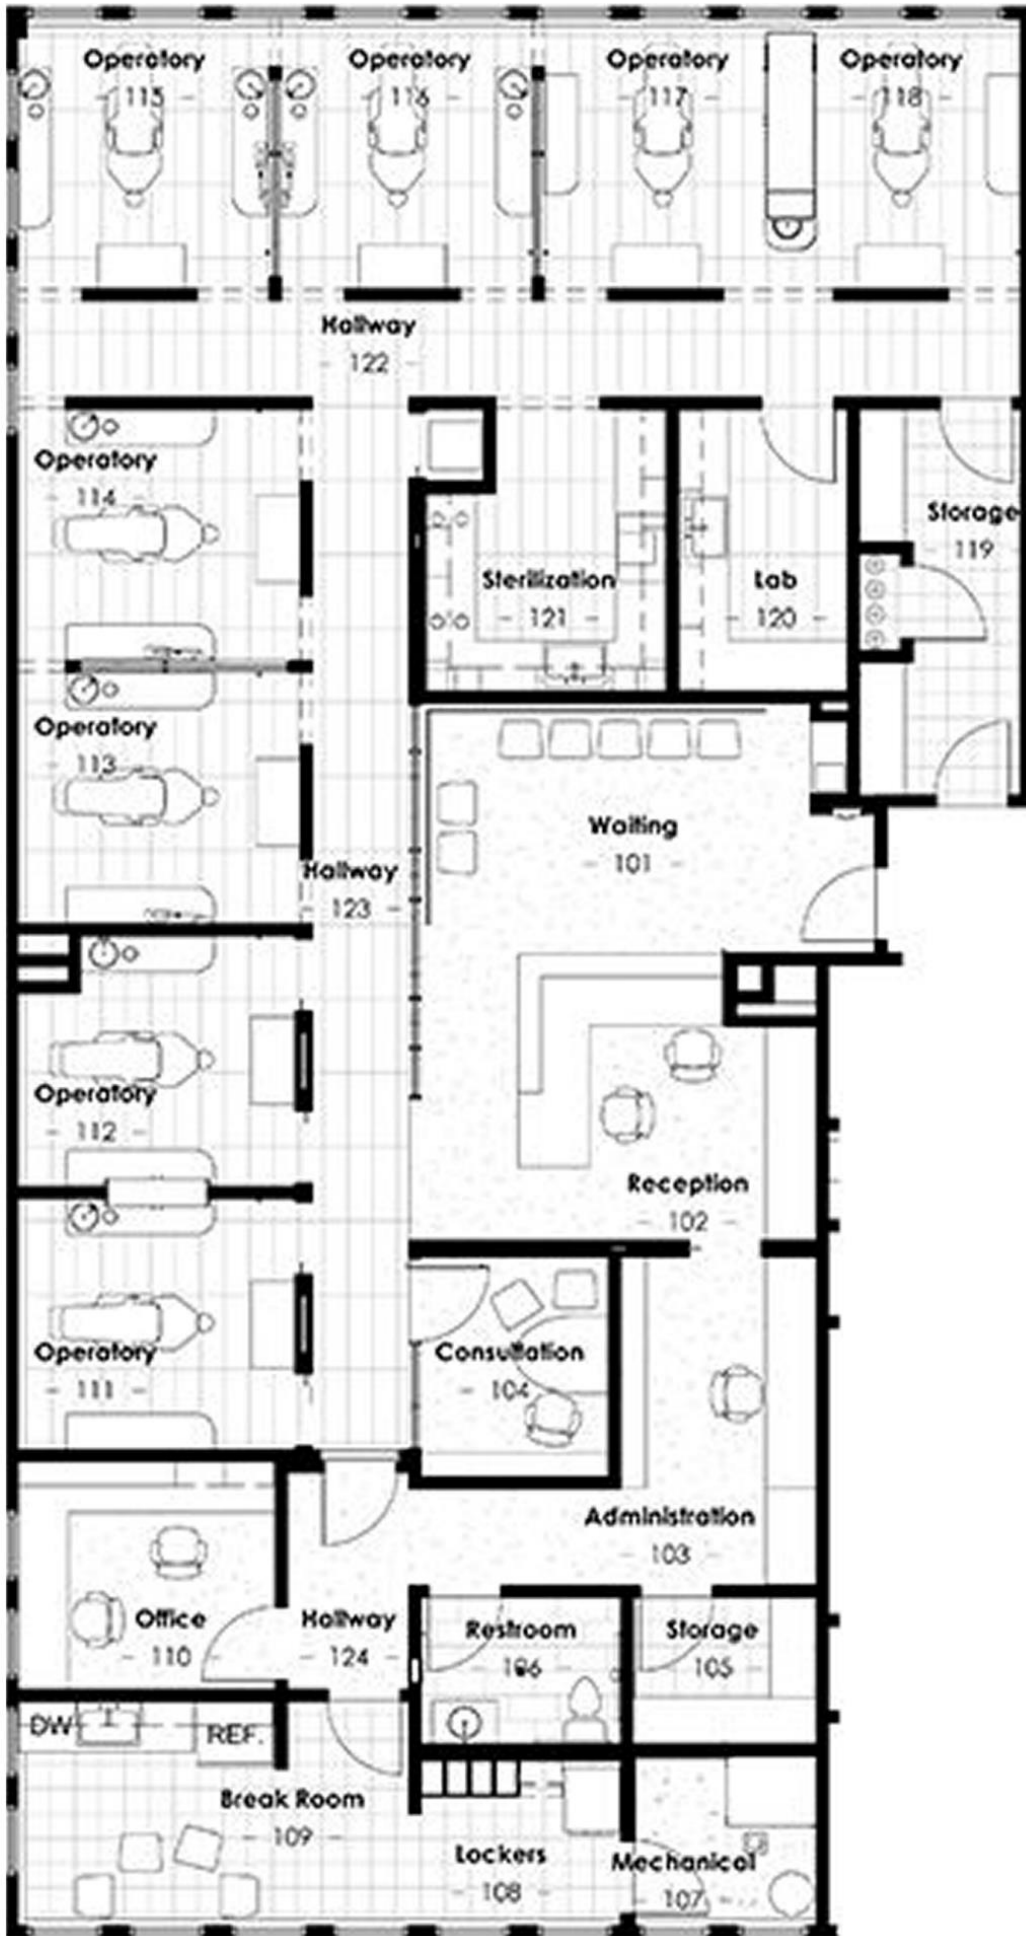 Operatory
115
Operatory
116
Operatory
117
Operatory
118
Hallway
122
Operatory
114
Sterilization
121
Lab
120
Storage
119
Operatory
113
Waiting
101
Hallway
123
Operatory
112
Reception
102
Operatory
111
Consultation
104
Administration
103
Office
110
Hallway
124
Restroom
106
Storage
105
DW
REF.
Break Room
109
Lockers
108
Mechanical
107